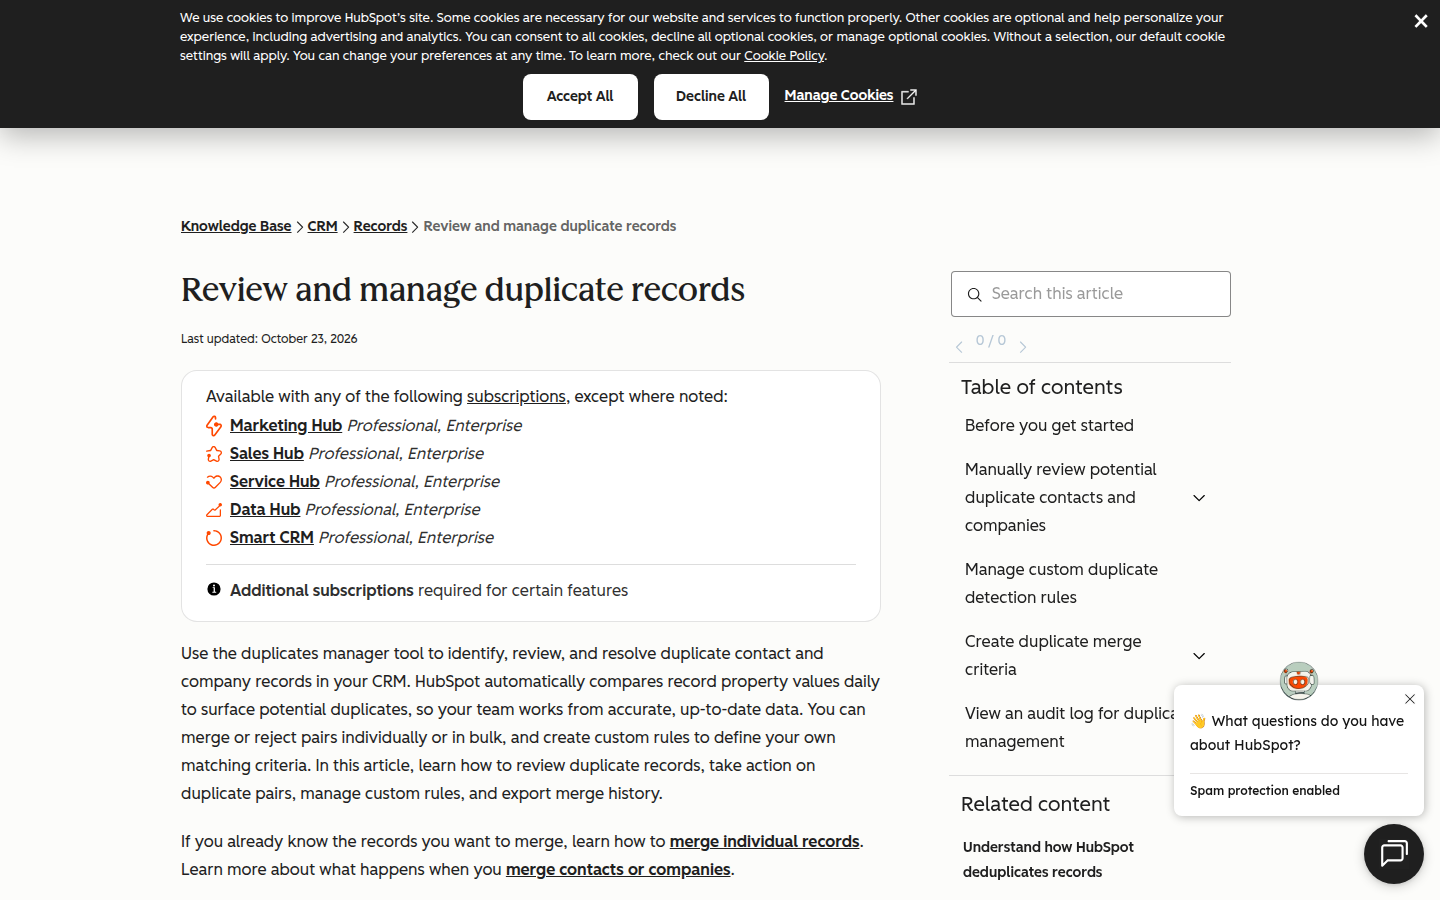 We use cookies to improve HubSpot's site. Some cookies are necessary for our website and services to function properly. Other cookies are optional and help personalize your
experience, including advertising and analytics. You can consent to all cookies, decline all optional cookies, or manage optional cookies. Without a selection, our default cookie
settings will apply. You can change your preferences at any time. To learn more, check out our Cookie Policy.
Accept All
Decline All
Manage Cookies
Knowledge Base > CRM > Records > Review and manage duplicate records
Review and manage duplicate records
Last updated: October 23, 2026
Available with any of the following subscriptions, except where noted:
Marketing Hub Professional, Enterprise
Sales Hub Professional, Enterprise
Service Hub Professional, Enterprise
Data Hub Professional, Enterprise
Smart CRM Professional, Enterprise
Additional subscriptions required for certain features
Use the duplicates manager tool to identify, review, and resolve duplicate contact and
company records in your CRM. HubSpot automatically compares record property values daily
to surface potential duplicates, so your team works from accurate, up-to-date data. You can
merge or reject pairs individually or in bulk, and create custom rules to define your own
matching criteria. In this article, learn how to review duplicate records, take action on
duplicate pairs, manage custom rules, and export merge history.
If you already know the records you want to merge, learn how to merge individual records.
Learn more about what happens when you merge contacts or companies.
Search this article
0 / 0
Table of contents
Before you get started
Manually review potential
duplicate contacts and
companies
Manage custom duplicate
detection rules
Create duplicate merge
criteria
View an audit log for
management
Related content
Understand how HubSpot
deduplicates records
👋 What questions do you have
about HubSpot?
Spam protection enabled